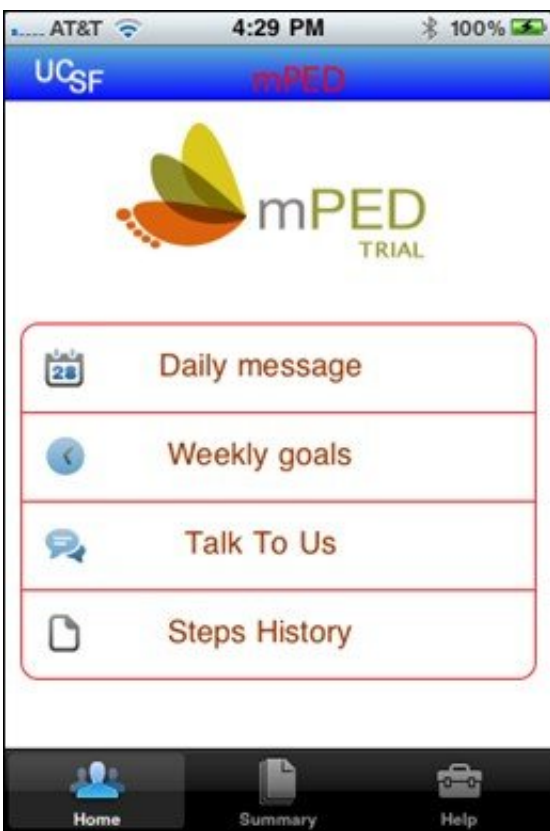 AT&T 4:29 PM 100%
UCSF mPED
mPED
TRIAL
28 Daily message
Weekly goals
Talk To Us
Steps History
Home Summary Help